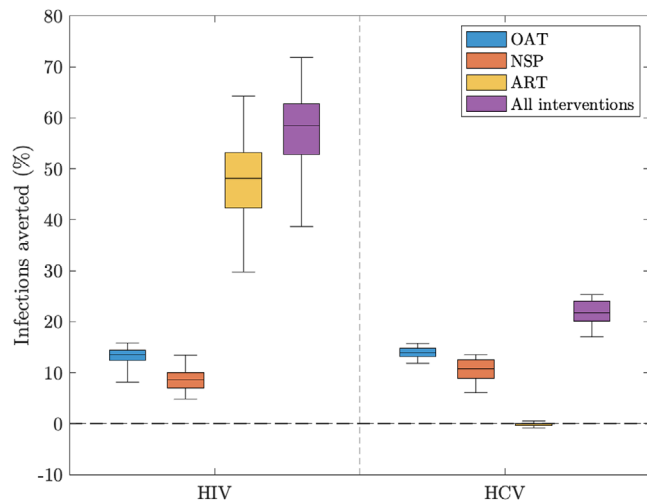 80
70
60
50
40
30
20
10
0
-10
Infections averted (%)
OAT
NSP
ART
All interventions
HIV
HCV